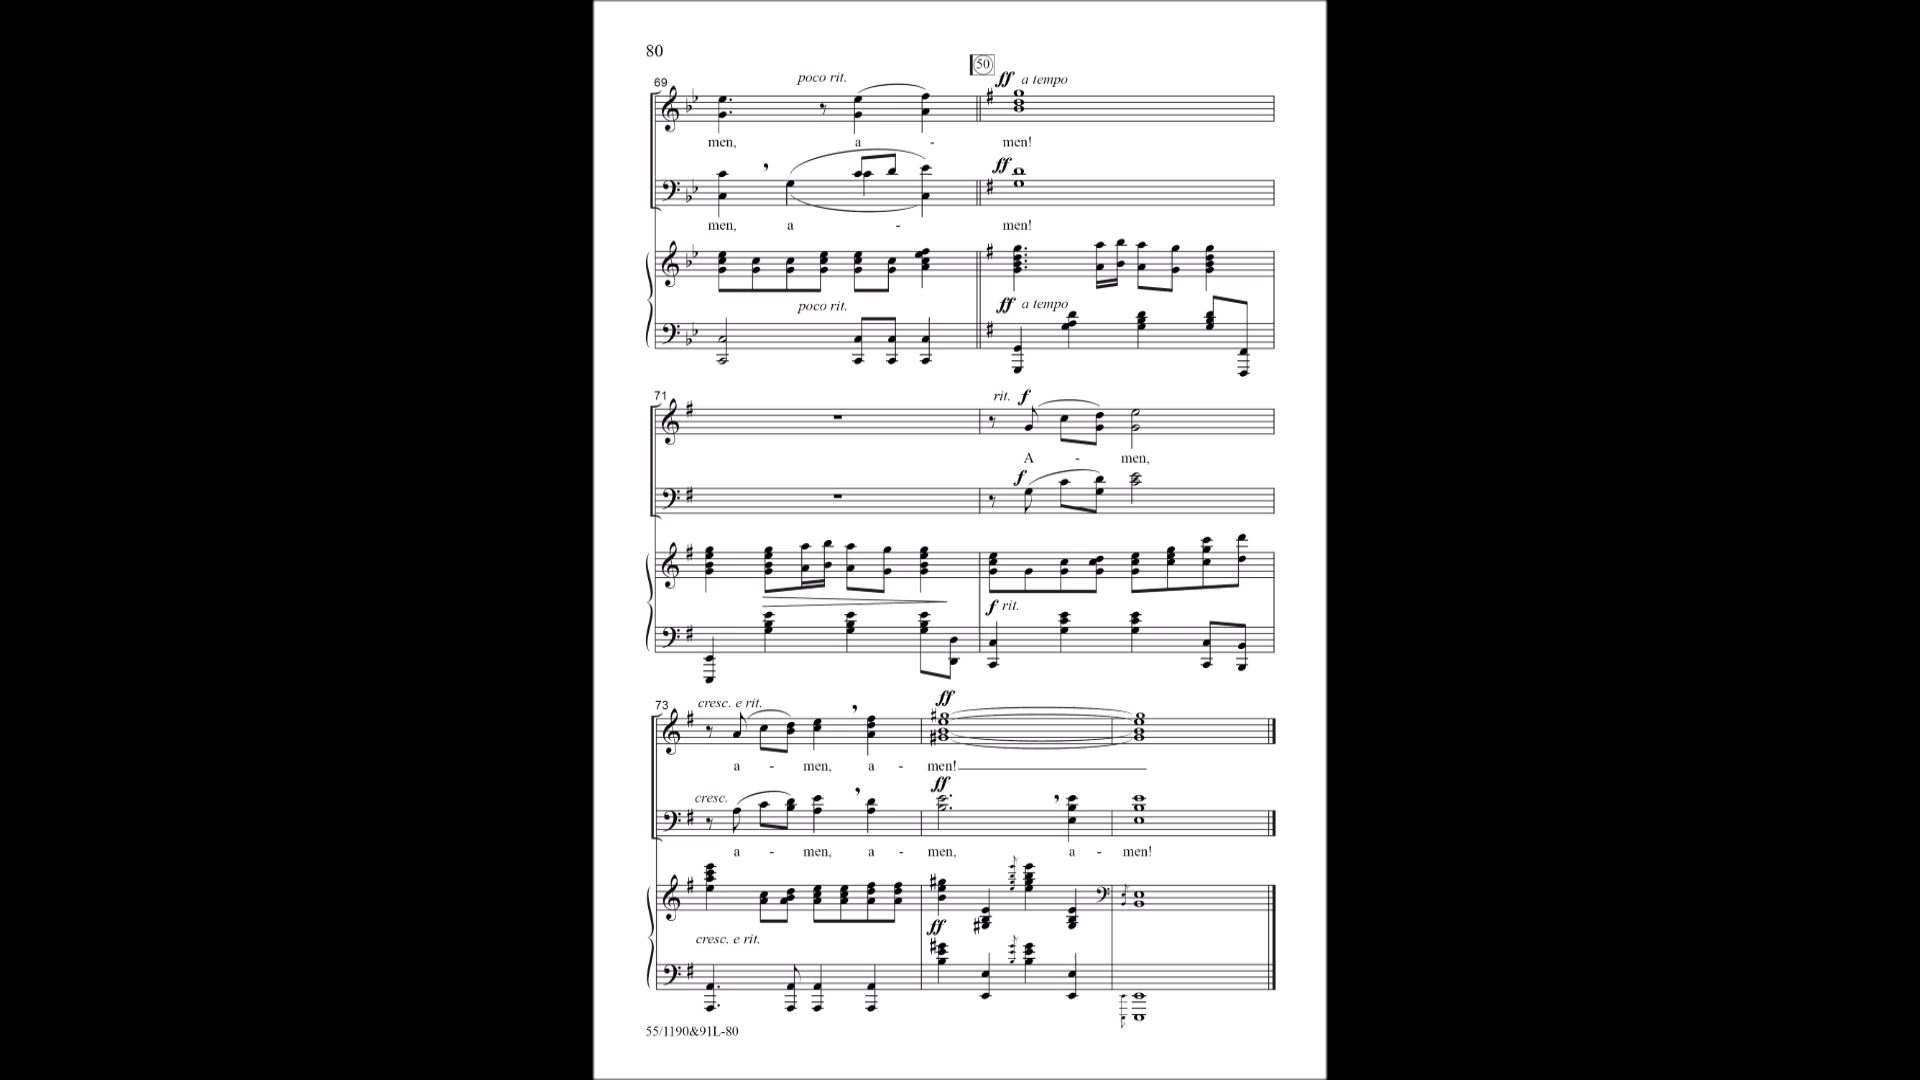 80
50
69 poco rit. ff a tempo
men, a - men!
ff
men, a - men!
poco rit. ff a tempo
71 rit. f
A - men,
f
f rit.
73 cresc. e rit. ff
a - men, a - men!
cresc. ff
a - men, a - men, a - men!
cresc. e rit. ff
55/1190&91L-80